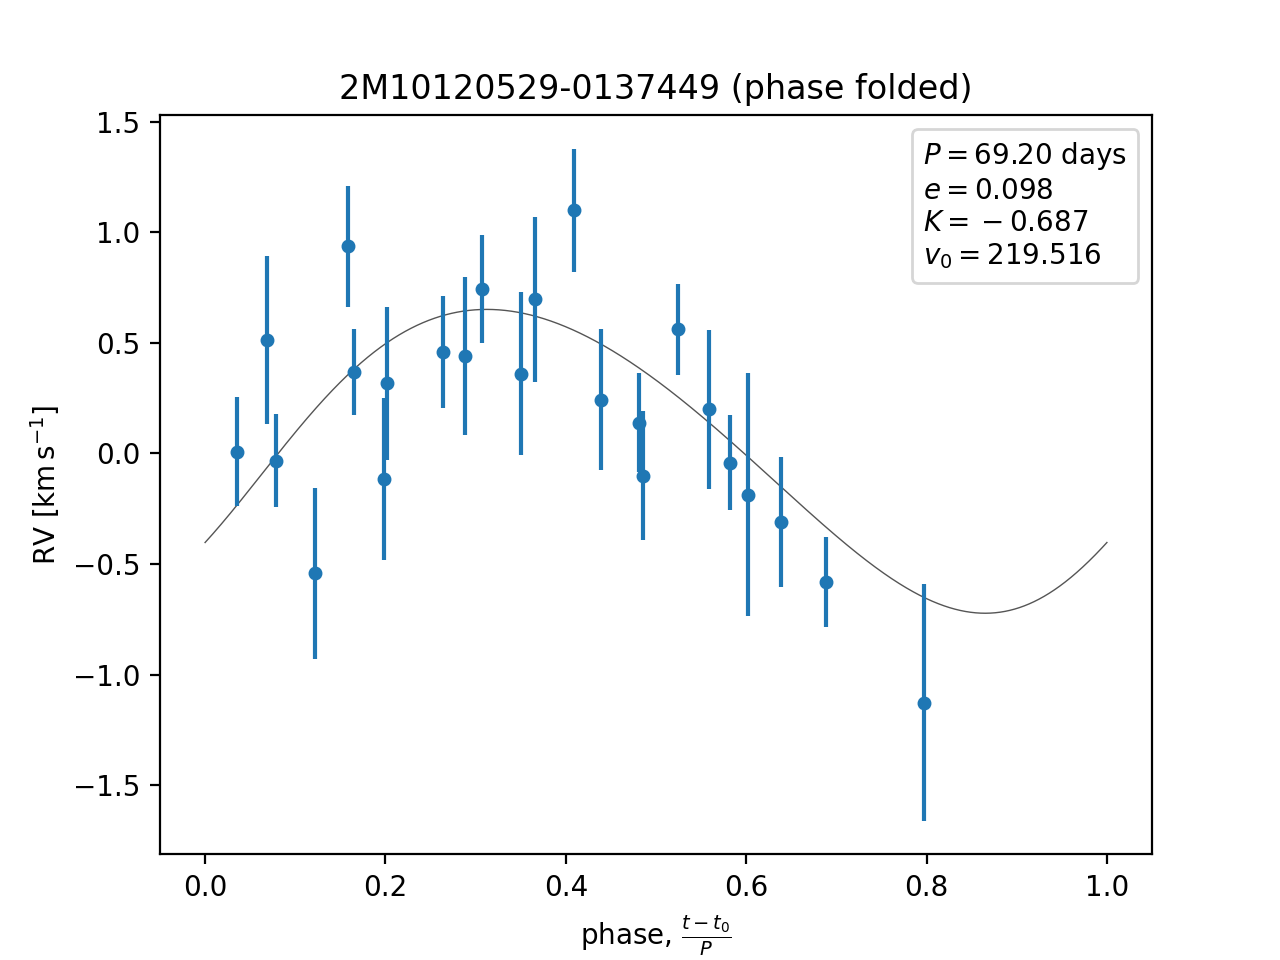 2M10120529-0137449 (phase folded)
P = 69.20 days
e = 0.098
K = −0.687
v₀ = 219.516
RV [km s⁻¹]
1.5
1.0
0.5
0.0
−0.5
−1.0
−1.5
0.0 0.2 0.4 0.6 0.8 1.0
phase, (t − t₀)/P